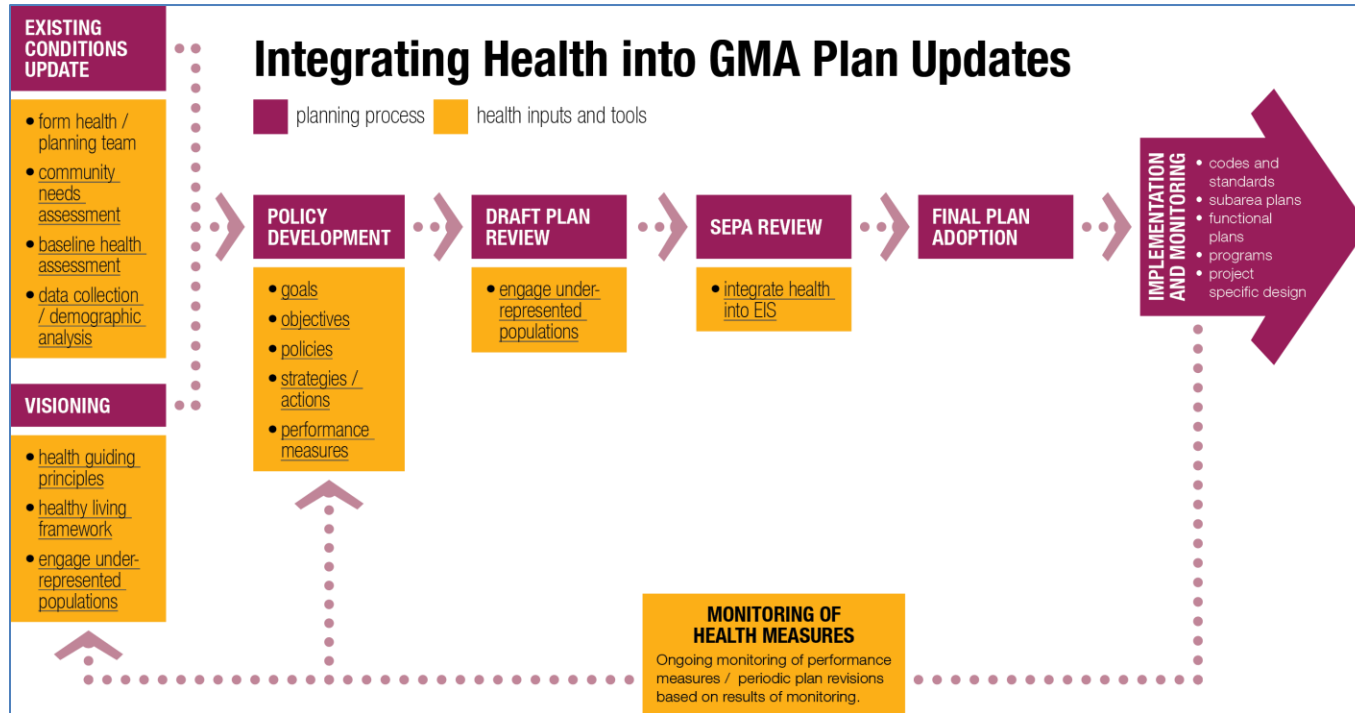 EXISTING
CONDITIONS
UPDATE
• form health /
planning team
• community
needs
assessment
• baseline health
assessment
• data collection
/ demographic
analysis
VISIONING
• health guiding
principles
• healthy living
framework
• engage under-
represented
populations
Integrating Health into GMA Plan Updates
planning process
health inputs and tools
POLICY
DEVELOPMENT
• goals
• objectives
• policies
• strategies /
actions
• performance
measures
DRAFT PLAN
REVIEW
• engage under-
represented
populations
SEPA REVIEW
• integrate health
into EIS
FINAL PLAN
ADOPTION
IMPLEMENTATION
AND MONITORING
• codes and
standards
• subarea plans
• functional
plans
• programs
• project
specific design
MONITORING OF
HEALTH MEASURES
Ongoing monitoring of performance
measures / periodic plan revisions
based on results of monitoring.